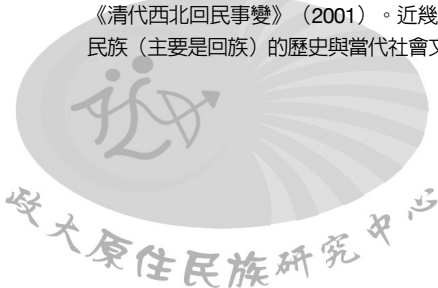 《清代西北回民事變》（2001）。近幾
民族（主要是回族）的歷史與當代社會文
政大原住民族研究中心